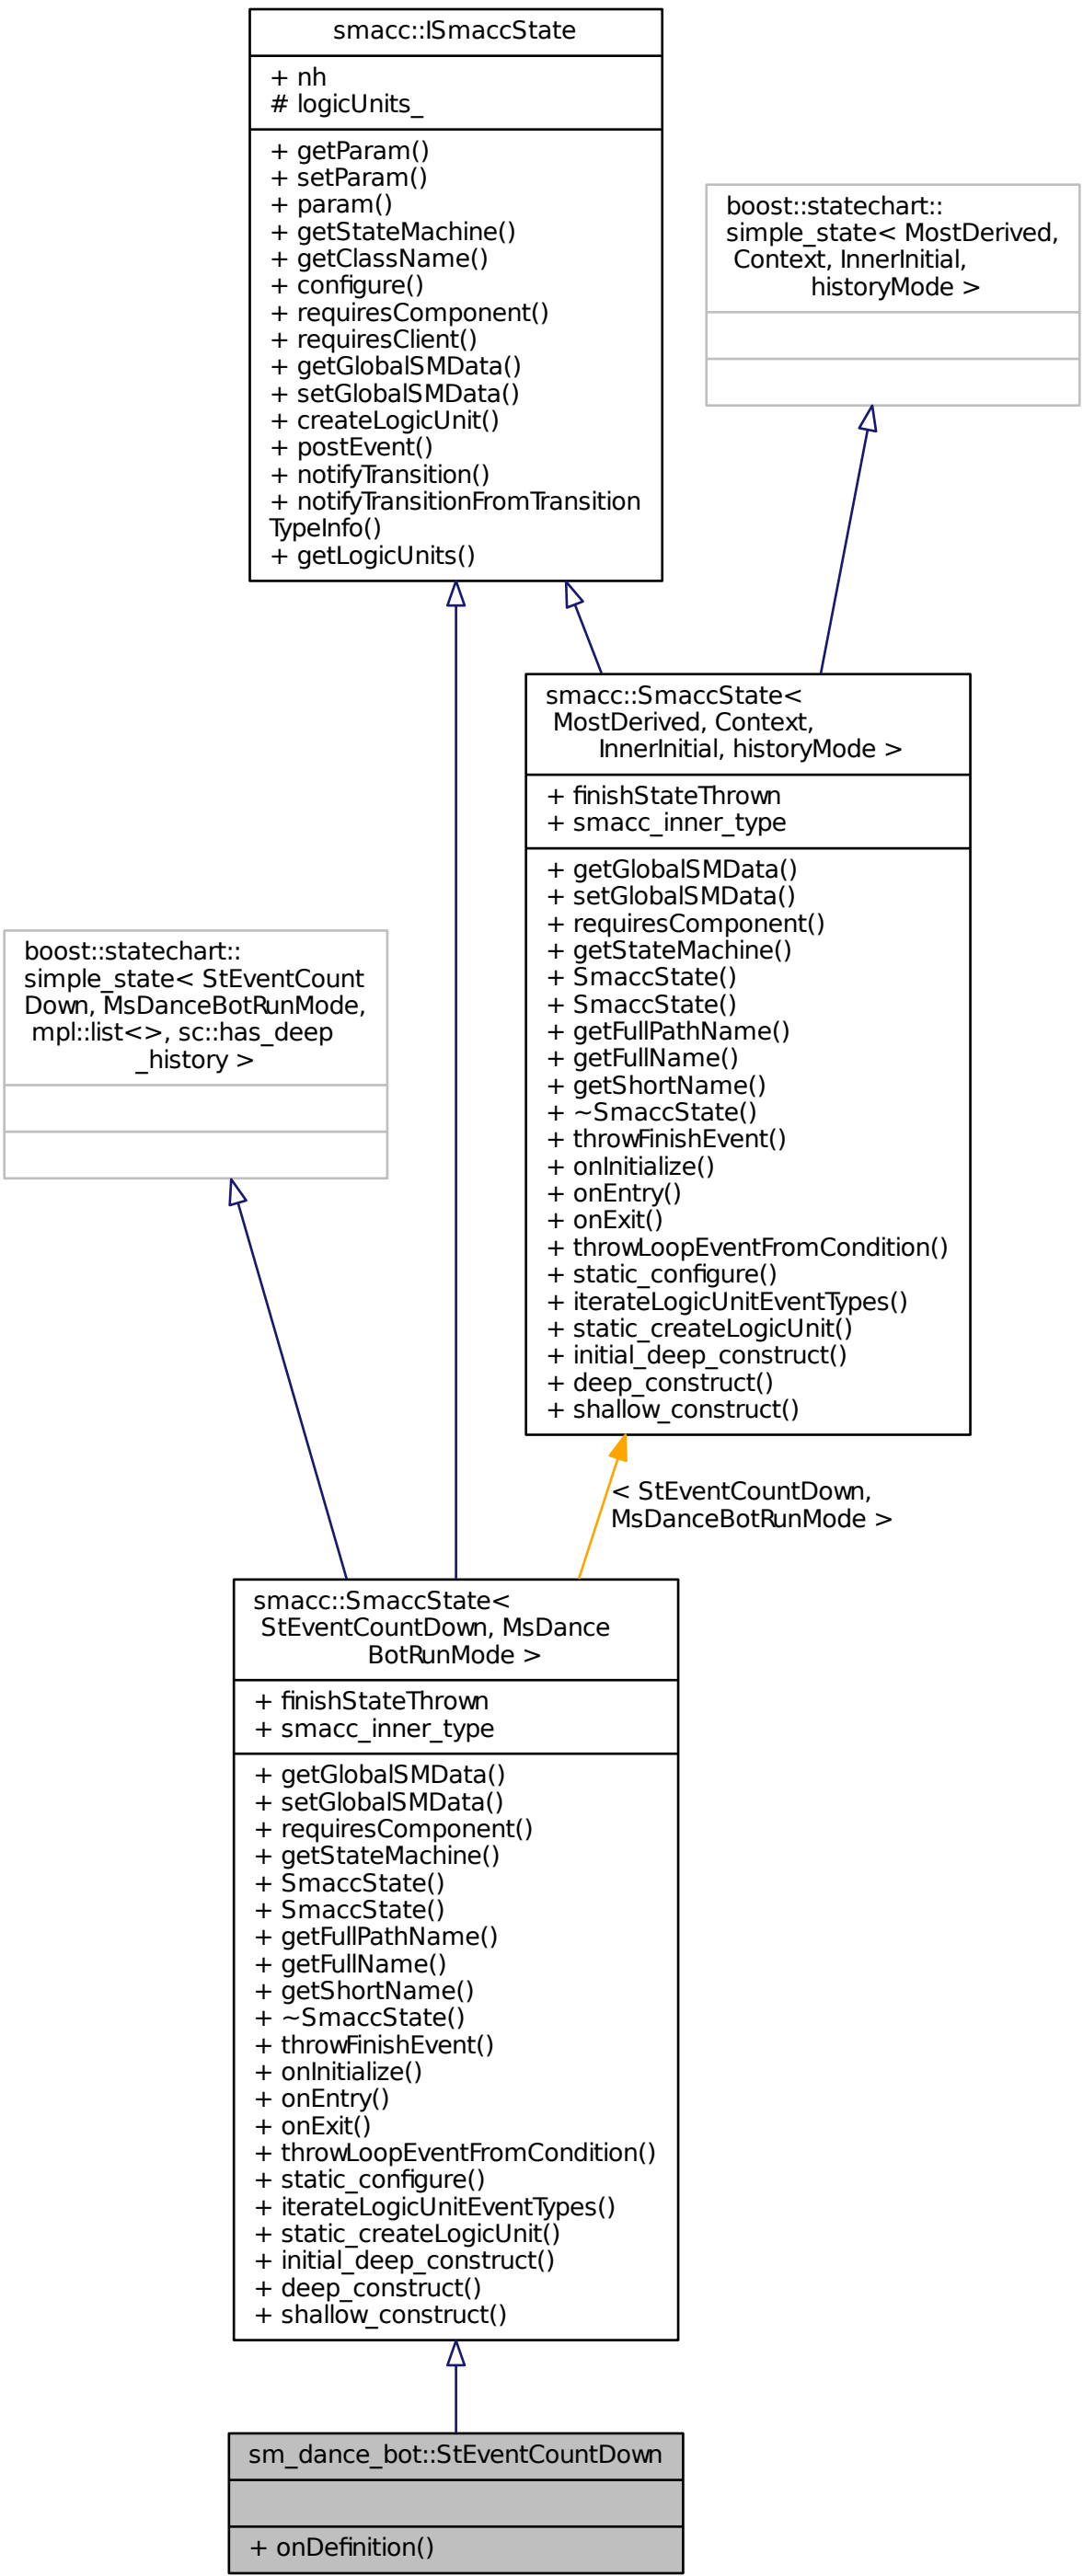 smacc::ISmaccState
+ nh
# logicUnits_
+ getParam()
+ setParam()
+ param()
+ getStateMachine()
+ getClassName()
+ configure()
+ requiresComponent()
+ requiresClient()
+ getGlobalSMData()
+ setGlobalSMData()
+ createLogicUnit()
+ postEvent()
+ notifyTransition()
+ notifyTransitionFromTransition
TypeInfo()
+ getLogicUnits()
boost::statechart::
simple_state< MostDerived,
Context, InnerInitial,
historyMode >
smacc::SmaccState<
MostDerived, Context,
InnerInitial, historyMode >
+ finishStateThrown
+ smacc_inner_type
+ getGlobalSMData()
+ setGlobalSMData()
+ requiresComponent()
+ getStateMachine()
+ SmaccState()
+ SmaccState()
+ getFullPathName()
+ getFullName()
+ getShortName()
+ ~SmaccState()
+ throwFinishEvent()
+ onInitialize()
+ onEntry()
+ onExit()
+ throwLoopEventFromCondition()
+ static_configure()
+ iterateLogicUnitEventTypes()
+ static_createLogicUnit()
+ initial_deep_construct()
+ deep_construct()
+ shallow_construct()
boost::statechart::
simple_state< StEventCount
Down, MsDanceBotRunMode,
mpl::list<>, sc::has_deep
_history >
< StEventCountDown,
MsDanceBotRunMode >
smacc::SmaccState<
StEventCountDown, MsDance
BotRunMode >
+ finishStateThrown
+ smacc_inner_type
+ getGlobalSMData()
+ setGlobalSMData()
+ requiresComponent()
+ getStateMachine()
+ SmaccState()
+ SmaccState()
+ getFullPathName()
+ getFullName()
+ getShortName()
+ ~SmaccState()
+ throwFinishEvent()
+ onInitialize()
+ onEntry()
+ onExit()
+ throwLoopEventFromCondition()
+ static_configure()
+ iterateLogicUnitEventTypes()
+ static_createLogicUnit()
+ initial_deep_construct()
+ deep_construct()
+ shallow_construct()
sm_dance_bot::StEventCountDown
+ onDefinition()